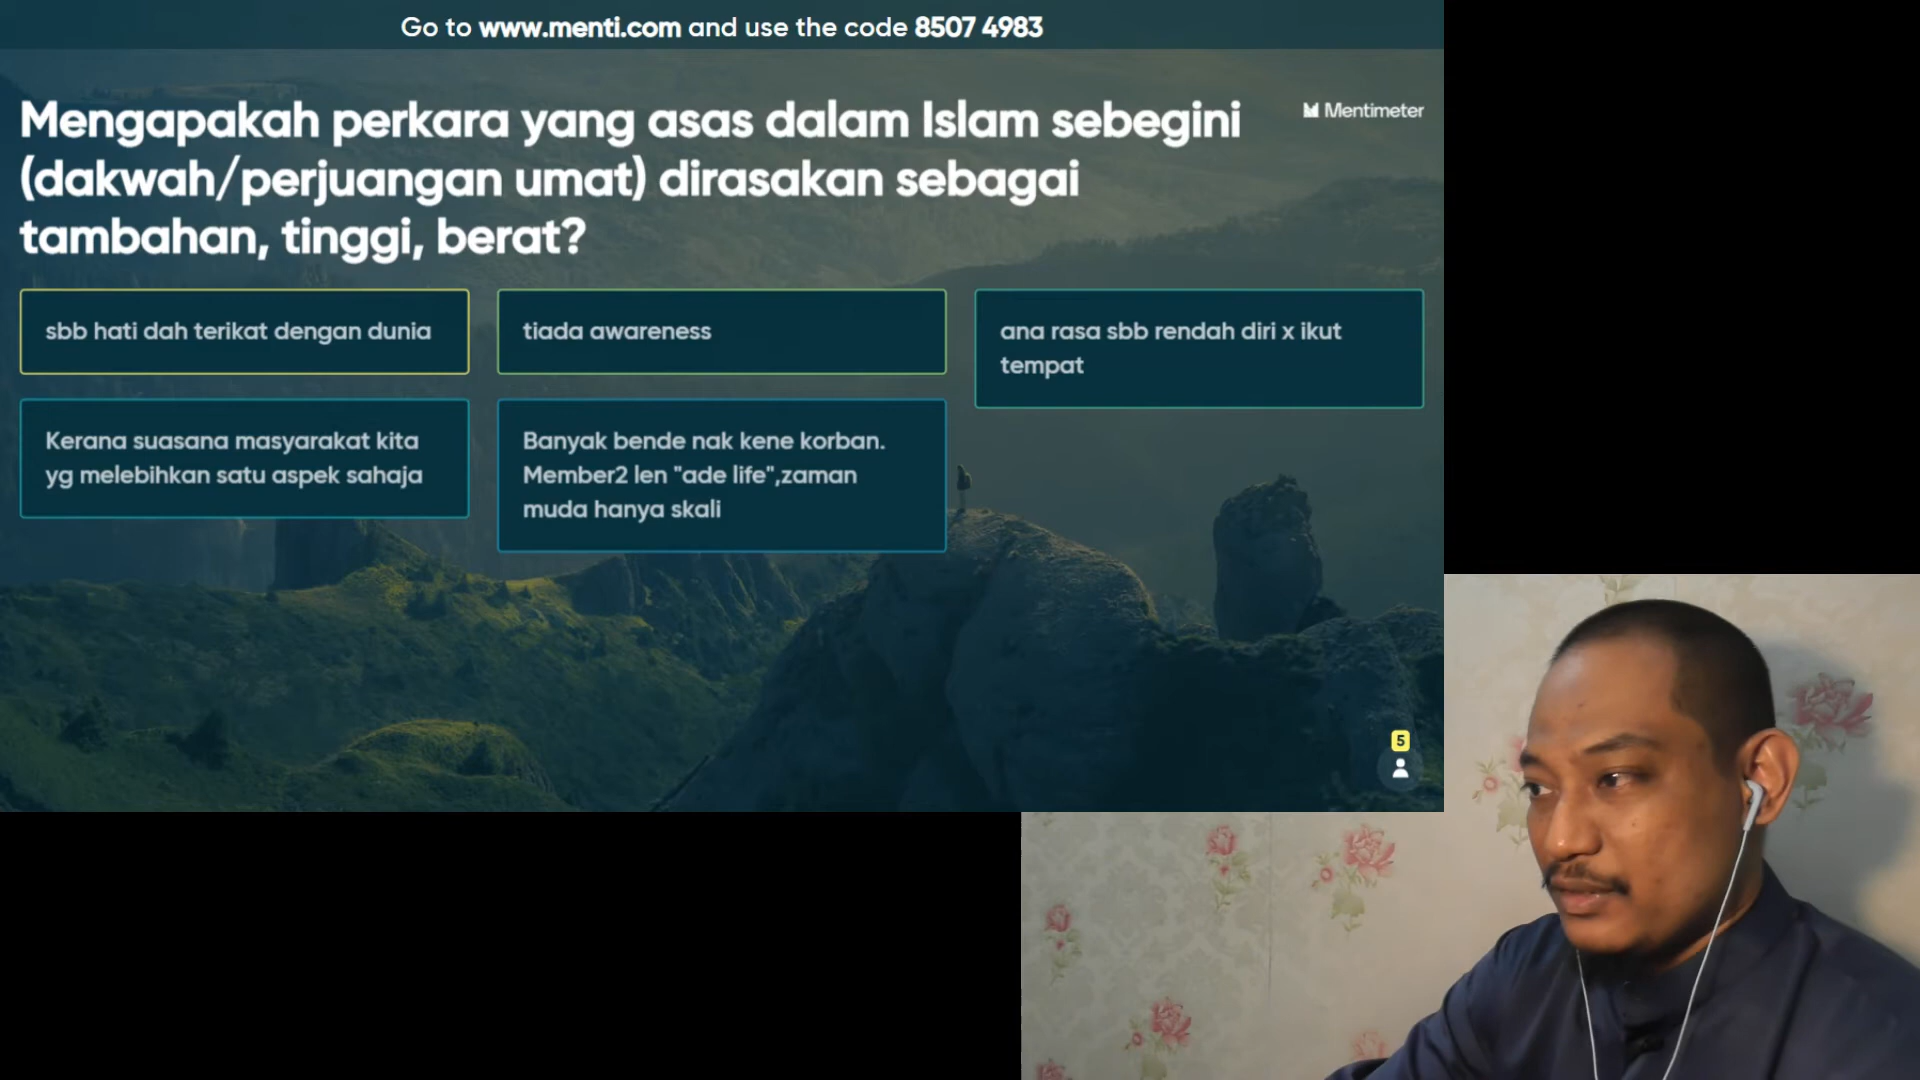 Go to www.menti.com and use the code 8507 4983
Mengapakah perkara yang asas dalam Islam sebegini
(dakwah/perjuangan umat) dirasakan sebagai
tambahan, tinggi, berat?
Mentimeter
sbb hati dah terikat dengan dunia
tiada awareness
ana rasa sbb rendah diri x ikut
tempat
Kerana suasana masyarakat kita
yg melebihkan satu aspek sahaja
Banyak bende nak kene korban.
Member2 len "ade life",zaman
muda hanya skali
5